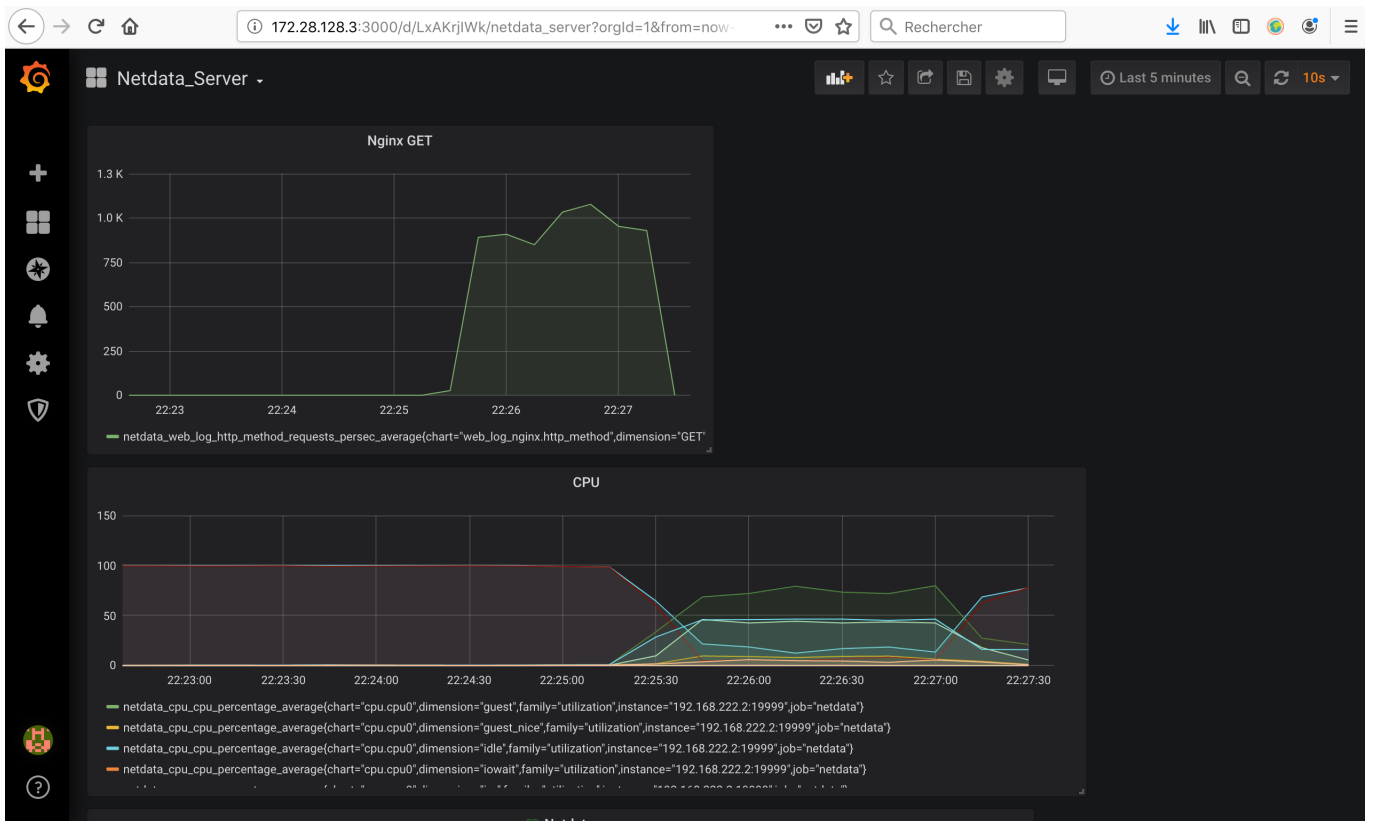 172.28.128.3:3000/d/LxAKrjIWk/netdata_server?orgId=1&from=now-
Rechercher
Netdata_Server
Last 5 minutes
10s
Nginx GET
1.3 K
1.0 K
750
500
250
0
22:23 22:24 22:25 22:26 22:27
netdata_web_log_http_method_requests_persec_average{chart="web_log_nginx.http_method",dimension="GET"
CPU
150
100
50
0
22:23:00 22:23:30 22:24:00 22:24:30 22:25:00 22:25:30 22:26:00 22:26:30 22:27:00 22:27:30
netdata_cpu_cpu_percentage_average{chart="cpu.cpu0",dimension="guest",family="utilization",instance="192.168.222.2:19999",job="netdata"}
netdata_cpu_cpu_percentage_average{chart="cpu.cpu0",dimension="guest_nice",family="utilization",instance="192.168.222.2:19999",job="netdata"}
netdata_cpu_cpu_percentage_average{chart="cpu.cpu0",dimension="idle",family="utilization",instance="192.168.222.2:19999",job="netdata"}
netdata_cpu_cpu_percentage_average{chart="cpu.cpu0",dimension="iowait",family="utilization",instance="192.168.222.2:19999",job="netdata"}